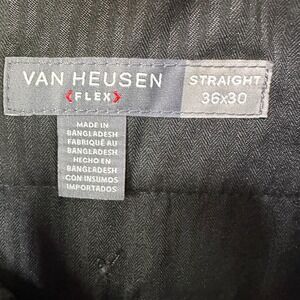 VAN HEUSEN
‹FLEX›
STRAIGHT
36x30
MADE IN
BANGLADESH
FABRIQUÉ AU
BANGLADESH
HECHO EN
BANGLADESH
CON INSUMOS
IMPORTADOS